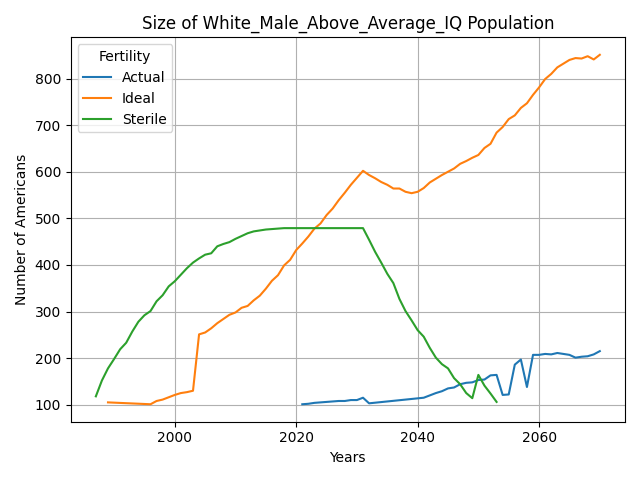 Size of White_Male_Above_Average_IQ Population
Fertility
Actual
Ideal
Sterile
Number of Americans
800
700
600
500
400
300
200
100
2000
2020
2040
2060
Years